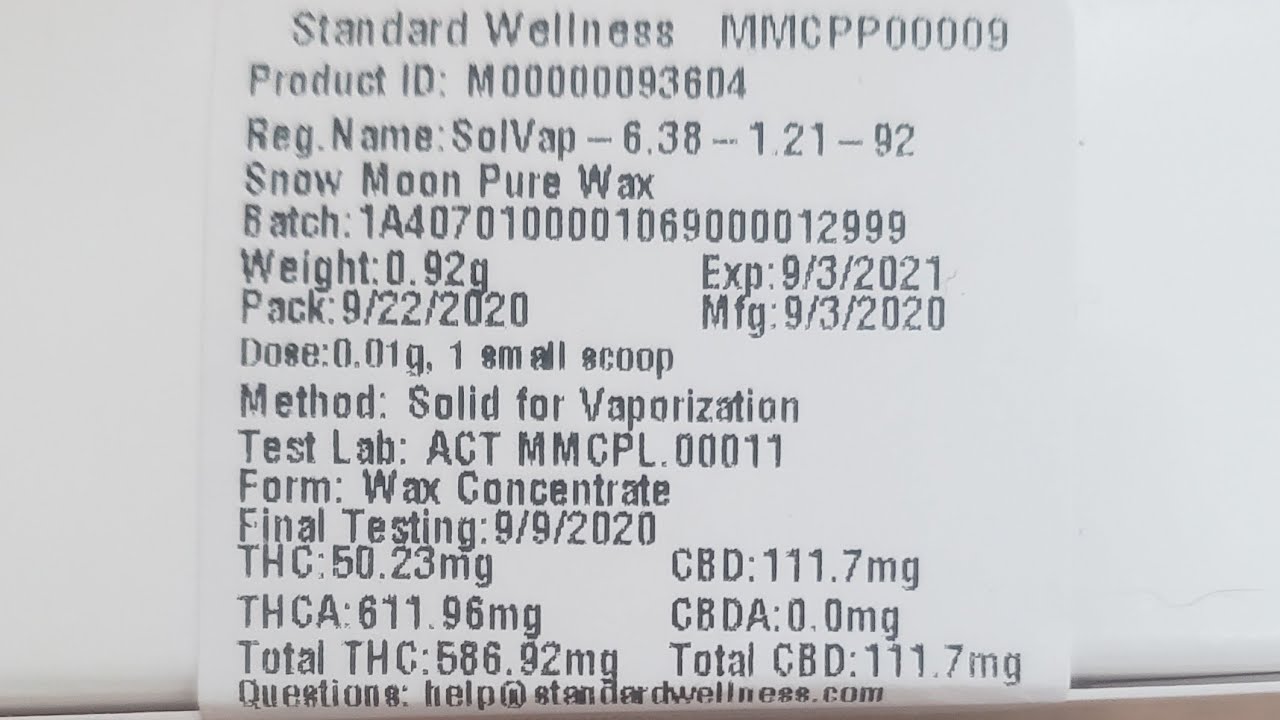 Standard Wellness MMCPP00009
Product ID: M00000093604
Reg.Name:SolVap - 6.38 -- 1.21 - 92
Snow Moon Pure Wax
Batch:1A4070100001069000012999
Weight:0.92g Exp:9/3/2021
Pack:9/22/2020 Mfg:9/3/2020
Dose:0.01g, 1 small scoop
Method: Solid for Vaporization
Test Lab: ACT MMCPL.00011
Form: Wax Concentrate
Final Testing:9/9/2020
THC:50.23mg CBD:111.7mg
THCA:611.96mg CBDA:0.0mg
Total THC:586.92mg Total CBD:111.7mg
Questions: help@standardwellness.com